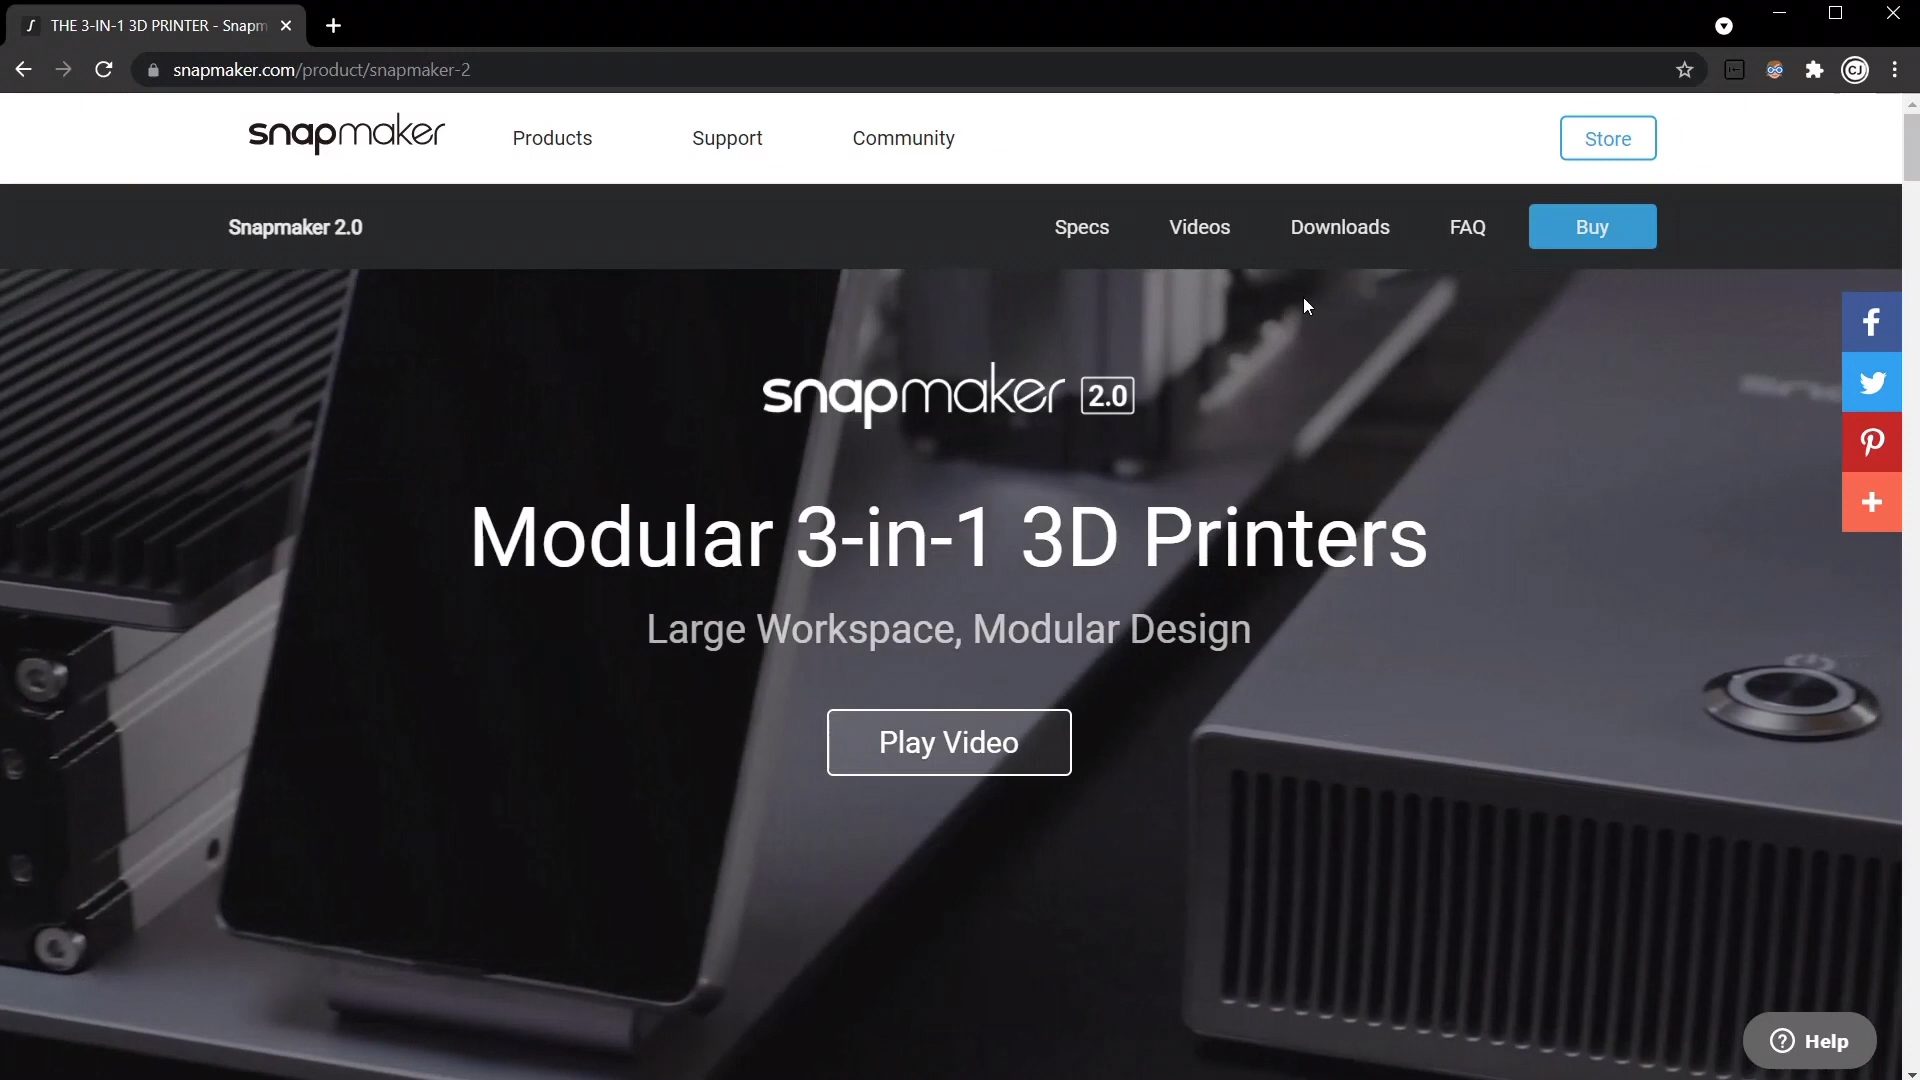 THE 3-IN-1 3D PRINTER - Snapm
snapmaker.com/product/snapmaker-2
snapmaker
Products
Support
Community
Store
Snapmaker 2.0
Specs
Videos
Downloads
FAQ
Buy
snapmaker 2.0
Modular 3-in-1 3D Printers
Large Workspace, Modular Design
Play Video
Help